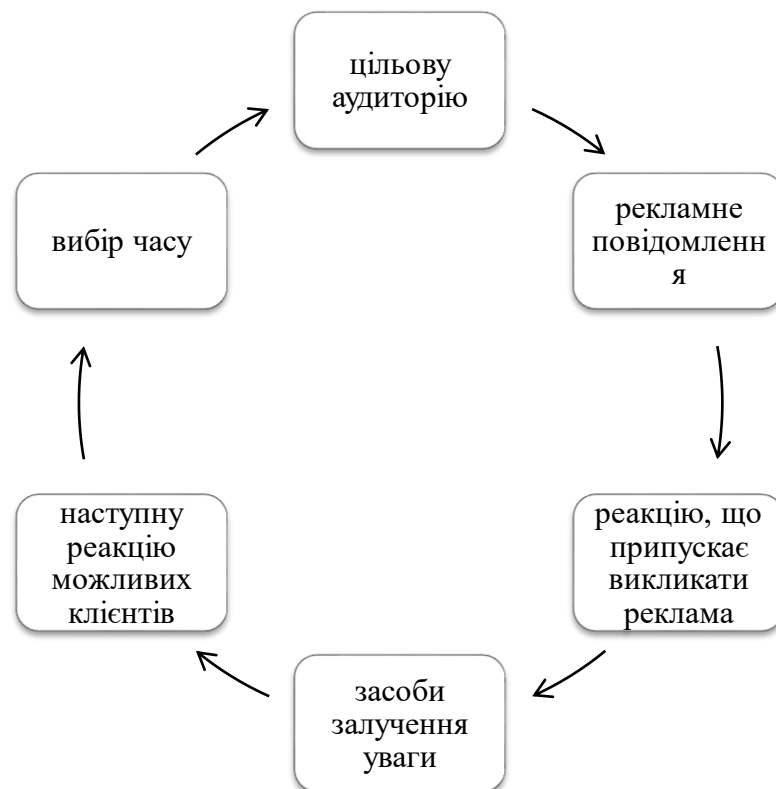 цільову
аудиторію
рекламне
повідомленн
я
реакцію, що
припускає
викликати
реклама
засоби
залучення
уваги
наступну
реакцію
можливих
клієнтів
вибір часу